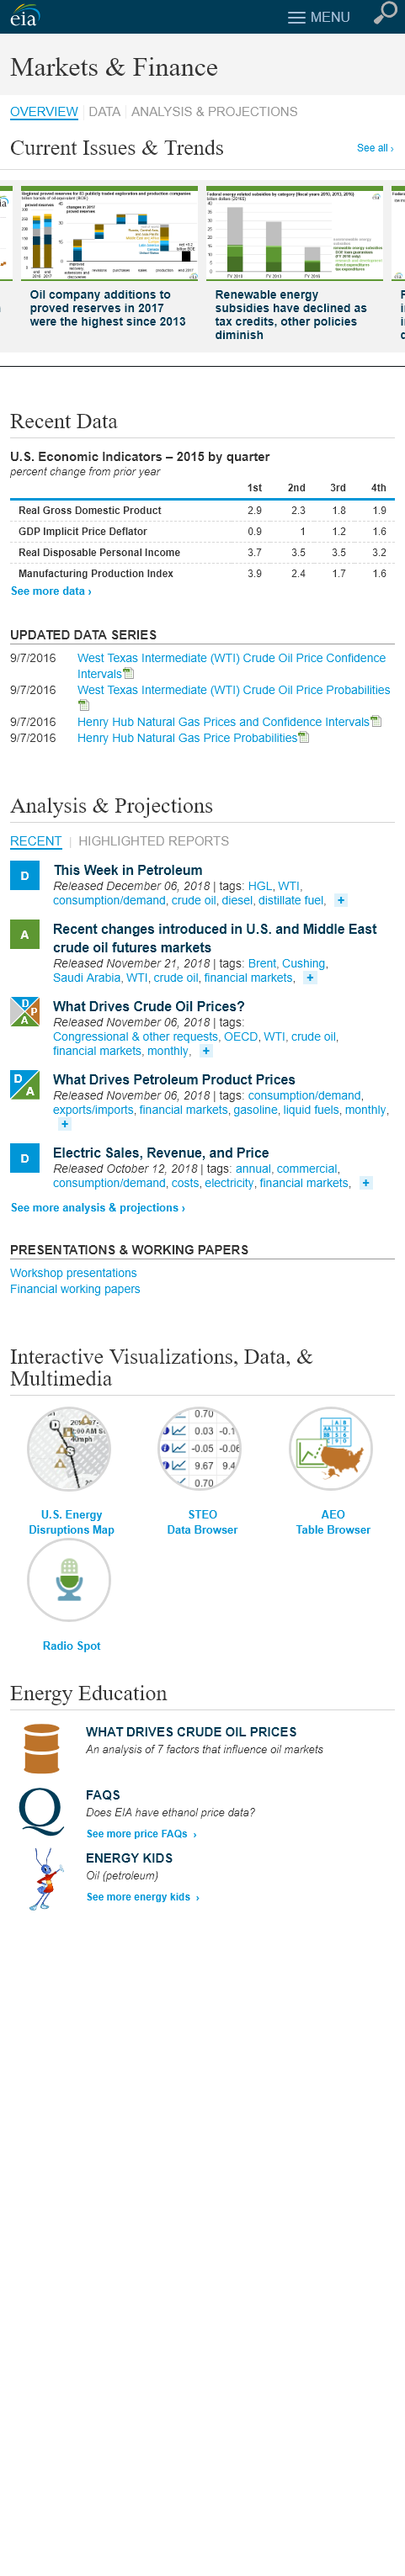 eia
MENU
Markets & Finance
OVERVIEW
DATA
ANALYSIS & PROJECTIONS
Current Issues & Trends
See all ›
Oil company additions to
proved reserves in 2017
were the highest since 2013
Renewable energy
subsidies have declined as
tax credits, other policies
diminish
Recent Data
U.S. Economic Indicators – 2015 by quarter
percent change from prior year
1st 2nd 3rd 4th
Real Gross Domestic Product 2.9 2.3 1.8 1.9
GDP Implicit Price Deflator 0.9 1 1.2 1.6
Real Disposable Personal Income 3.7 3.5 3.5 3.2
Manufacturing Production Index 3.9 2.4 1.7 1.6
See more data ›
UPDATED DATA SERIES
9/7/2016 West Texas Intermediate (WTI) Crude Oil Price Confidence
Intervals
9/7/2016 West Texas Intermediate (WTI) Crude Oil Price Probabilities
9/7/2016 Henry Hub Natural Gas Prices and Confidence Intervals
9/7/2016 Henry Hub Natural Gas Price Probabilities
Analysis & Projections
RECENT | HIGHLIGHTED REPORTS
D
This Week in Petroleum
Released December 06, 2018 | tags: HGL, WTI,
consumption/demand, crude oil, diesel, distillate fuel, +
A
Recent changes introduced in U.S. and Middle East
crude oil futures markets
Released November 21, 2018 | tags: Brent, Cushing,
Saudi Arabia, WTI, crude oil, financial markets, +
D P A
What Drives Crude Oil Prices?
Released November 06, 2018 | tags:
Congressional & other requests, OECD, WTI, crude oil,
financial markets, monthly, +
D A
What Drives Petroleum Product Prices
Released November 06, 2018 | tags: consumption/demand,
exports/imports, financial markets, gasoline, liquid fuels, monthly,
+
D
Electric Sales, Revenue, and Price
Released October 12, 2018 | tags: annual, commercial,
consumption/demand, costs, electricity, financial markets, +
See more analysis & projections ›
PRESENTATIONS & WORKING PAPERS
Workshop presentations
Financial working papers
Interactive Visualizations, Data, &
Multimedia
0.70
0.03
-0.05
9.67
0.70
U.S. Energy
Disruptions Map
STEO
Data Browser
AEO
Table Browser
Radio Spot
Energy Education
WHAT DRIVES CRUDE OIL PRICES
An analysis of 7 factors that influence oil markets
Q
FAQS
Does EIA have ethanol price data?
See more price FAQs ›
ENERGY KIDS
Oil (petroleum)
See more energy kids ›